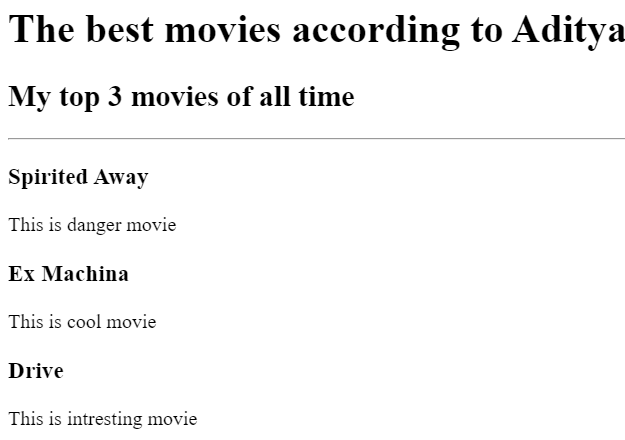 The best movies according to Aditya
My top 3 movies of all time
Spirited Away
This is danger movie
Ex Machina
This is cool movie
Drive
This is intresting movie